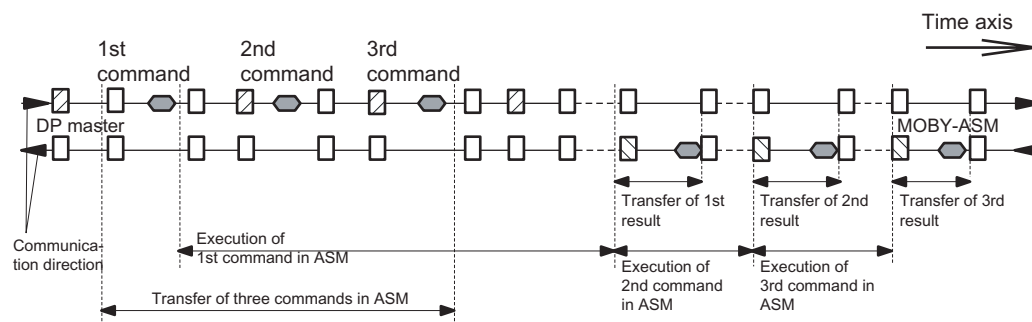 Time axis
1st
command
2nd
command
3rd
command
DP master
MOBY-ASM
Transfer of 1st
result
Transfer of 2nd
result
Transfer of 3rd
result
Communica-
tion direction
Execution of
1st command in ASM
Execution of
2nd command
in ASM
Execution of
3rd command in
ASM
Transfer of three commands in ASM